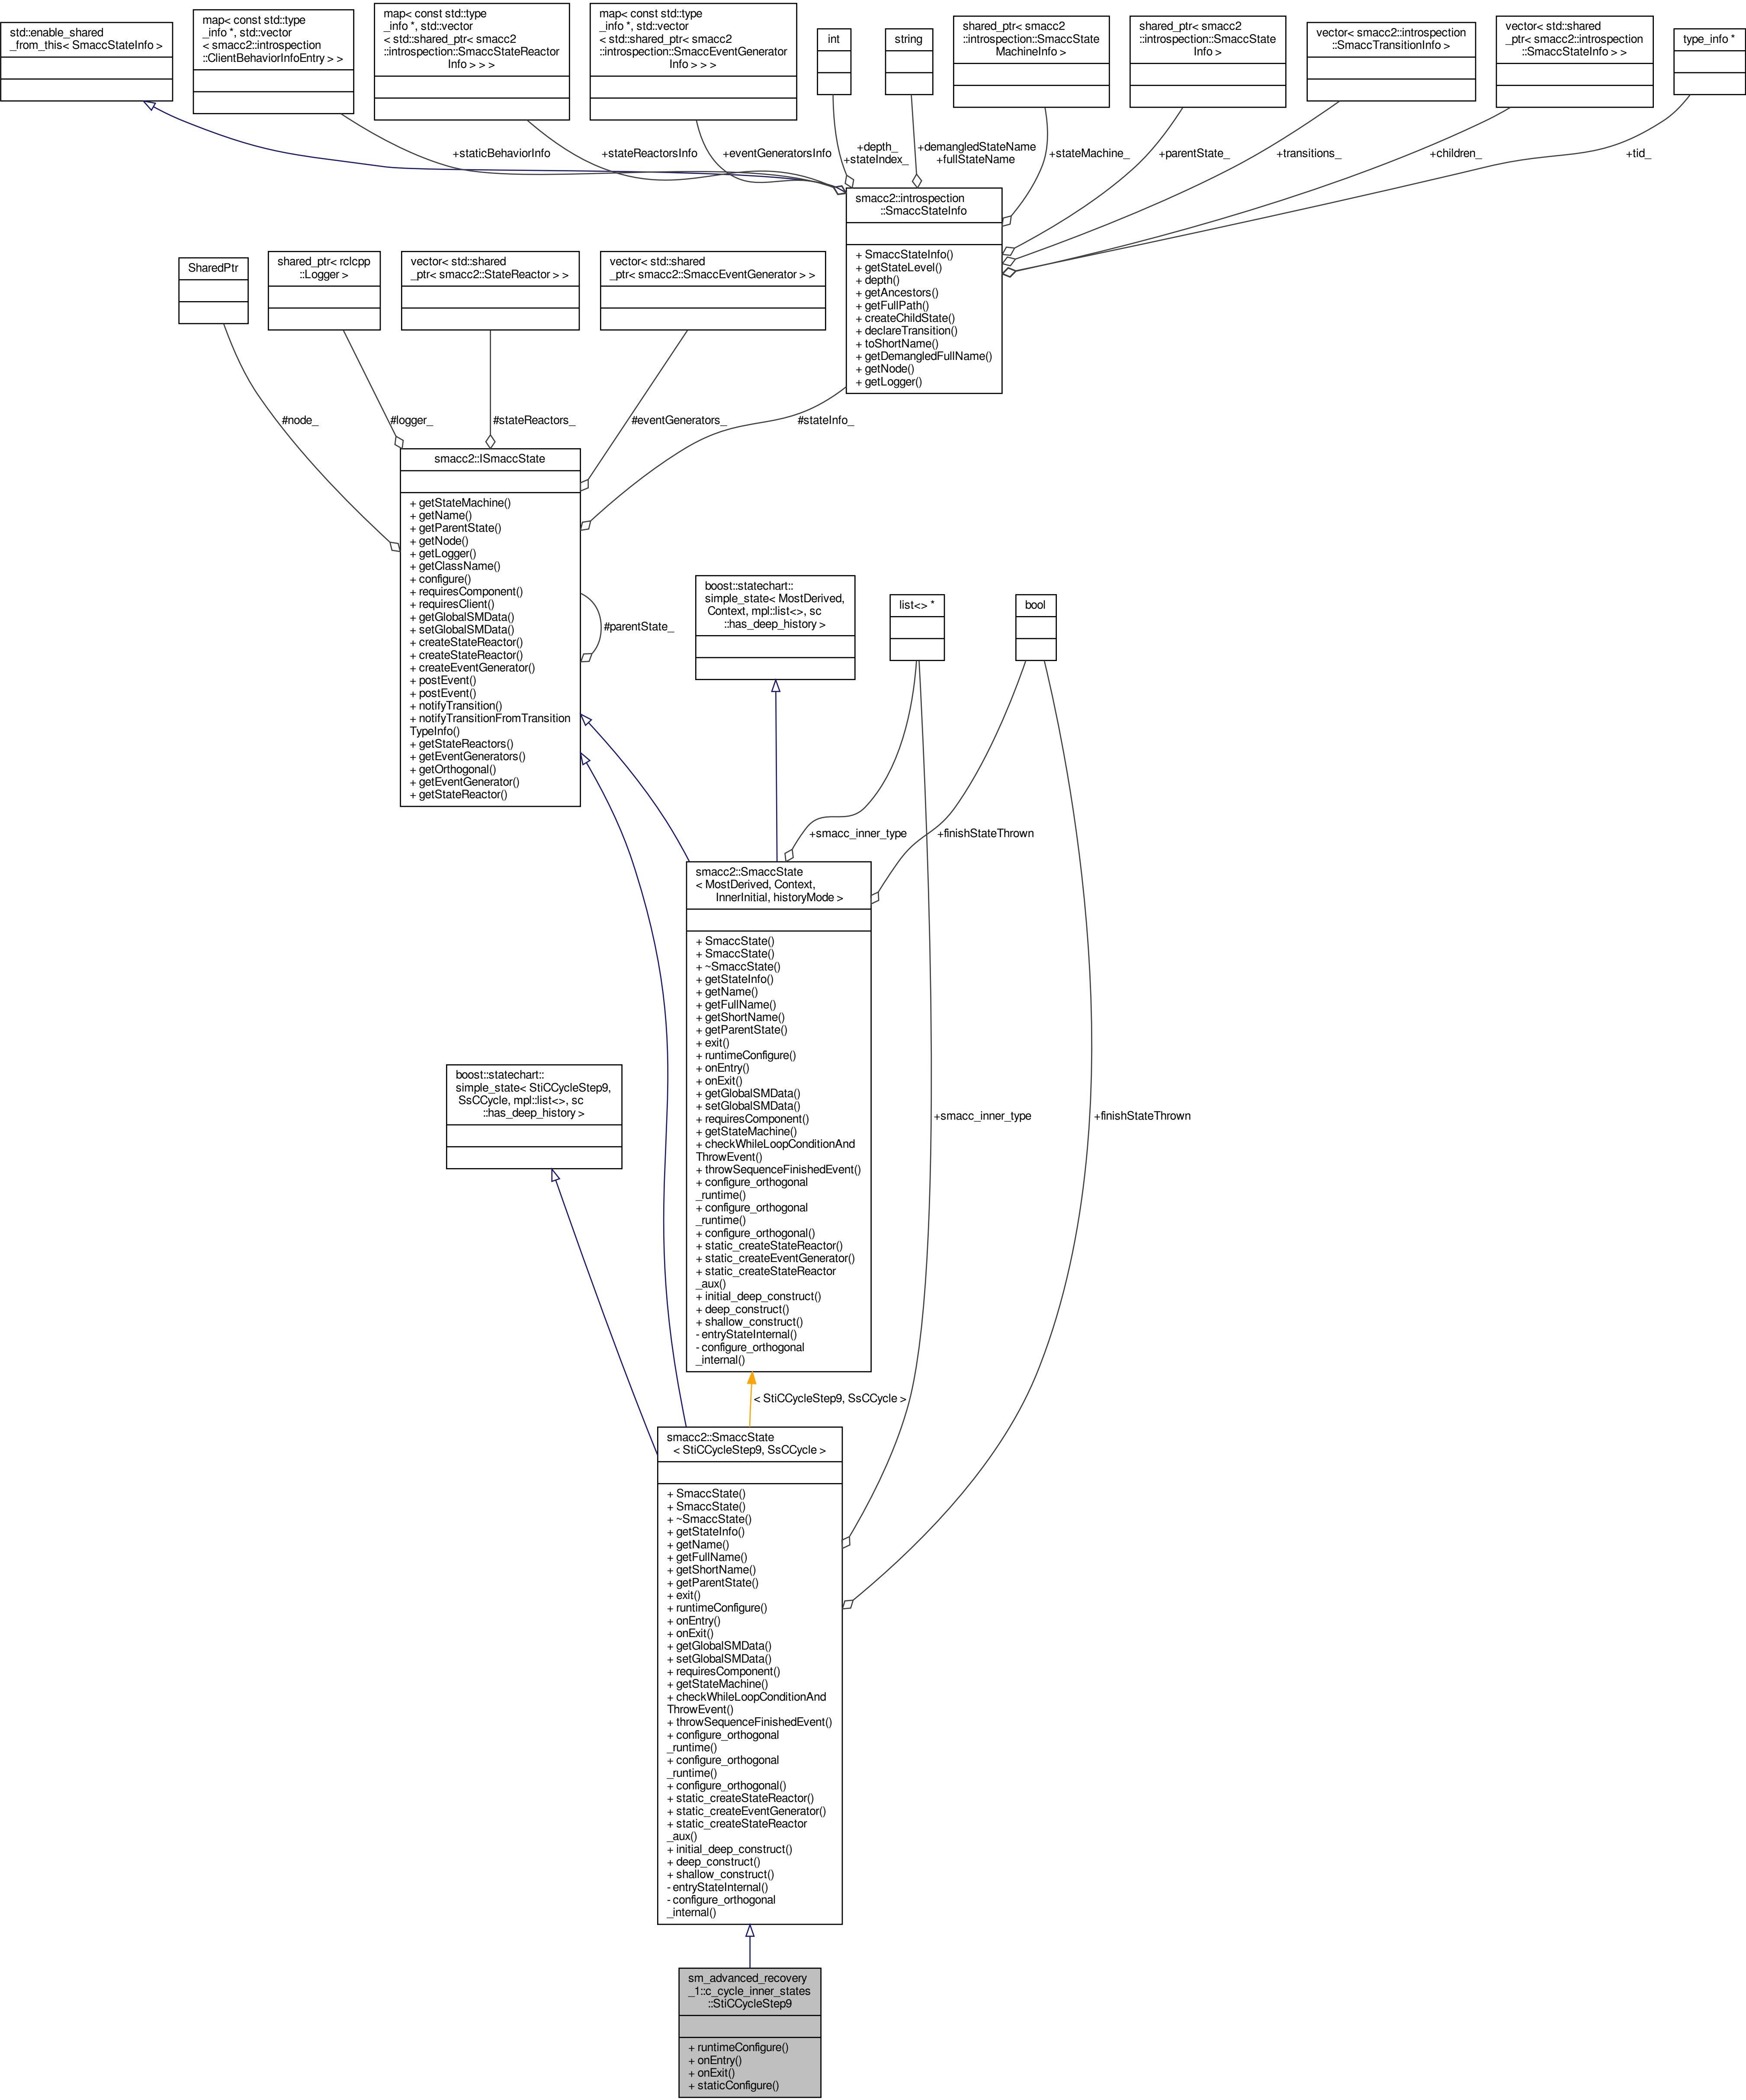 std::enable_shared
_from_this< SmaccStateInfo >
map< const std::type
_info *, std::vector
< smacc2::introspection
::ClientBehaviorInfoEntry > >
map< const std::type
_info *, std::vector
< std::shared_ptr< smacc2
::introspection::SmaccStateReactor
Info > > >
map< const std::type
_info *, std::vector
< std::shared_ptr< smacc2
::introspection::SmaccEventGenerator
Info > > >
int
string
shared_ptr< smacc2
::introspection::SmaccState
MachineInfo >
shared_ptr< smacc2
::introspection::SmaccState
Info >
vector< smacc2::introspection
::SmaccTransitionInfo >
vector< std::shared
_ptr< smacc2::introspection
::SmaccStateInfo > >
type_info *
+staticBehaviorInfo
+stateReactorsInfo
+eventGeneratorsInfo
+depth_
+stateIndex_
+demangledStateName
+fullStateName
+stateMachine_
+parentState_
+transitions_
+children_
+tid_
smacc2::introspection
::SmaccStateInfo
+ SmaccStateInfo()
+ getStateLevel()
+ depth()
+ getAncestors()
+ getFullPath()
+ createChildState()
+ declareTransition()
+ toShortName()
+ getDemangledFullName()
+ getNode()
+ getLogger()
SharedPtr
shared_ptr< rclcpp
::Logger >
vector< std::shared
_ptr< smacc2::StateReactor > >
vector< std::shared
_ptr< smacc2::SmaccEventGenerator > >
#node_
#logger_
#stateReactors_
#eventGenerators_
#stateInfo_
smacc2::ISmaccState
+ getStateMachine()
+ getName()
+ getParentState()
+ getNode()
+ getLogger()
+ getClassName()
+ configure()
+ requiresComponent()
+ requiresClient()
+ getGlobalSMData()
+ setGlobalSMData()
+ createStateReactor()
+ createStateReactor()
+ createEventGenerator()
+ postEvent()
+ postEvent()
+ notifyTransition()
+ notifyTransitionFromTransition
TypeInfo()
+ getStateReactors()
+ getEventGenerators()
+ getOrthogonal()
+ getEventGenerator()
+ getStateReactor()
#parentState_
boost::statechart::
simple_state< MostDerived,
Context, mpl::list<>, sc
::has_deep_history >
list<> *
bool
+smacc_inner_type
+finishStateThrown
smacc2::SmaccState
< MostDerived, Context,
InnerInitial, historyMode >
+ SmaccState()
+ SmaccState()
+ ~SmaccState()
+ getStateInfo()
+ getName()
+ getFullName()
+ getShortName()
+ getParentState()
+ exit()
+ runtimeConfigure()
+ onEntry()
+ onExit()
+ getGlobalSMData()
+ setGlobalSMData()
+ requiresComponent()
+ getStateMachine()
+ checkWhileLoopConditionAnd
ThrowEvent()
+ throwSequenceFinishedEvent()
+ configure_orthogonal
_runtime()
+ configure_orthogonal
_runtime()
+ configure_orthogonal()
+ static_createStateReactor()
+ static_createEventGenerator()
+ static_createStateReactor
_aux()
+ initial_deep_construct()
+ deep_construct()
+ shallow_construct()
- entryStateInternal()
- configure_orthogonal
_internal()
boost::statechart::
simple_state< StiCCycleStep9,
SsCCycle, mpl::list<>, sc
::has_deep_history >
+smacc_inner_type
+finishStateThrown
< StiCCycleStep9, SsCCycle >
smacc2::SmaccState
< StiCCycleStep9, SsCCycle >
+ SmaccState()
+ SmaccState()
+ ~SmaccState()
+ getStateInfo()
+ getName()
+ getFullName()
+ getShortName()
+ getParentState()
+ exit()
+ runtimeConfigure()
+ onEntry()
+ onExit()
+ getGlobalSMData()
+ setGlobalSMData()
+ requiresComponent()
+ getStateMachine()
+ checkWhileLoopConditionAnd
ThrowEvent()
+ throwSequenceFinishedEvent()
+ configure_orthogonal
_runtime()
+ configure_orthogonal
_runtime()
+ configure_orthogonal()
+ static_createStateReactor()
+ static_createEventGenerator()
+ static_createStateReactor
_aux()
+ initial_deep_construct()
+ deep_construct()
+ shallow_construct()
- entryStateInternal()
- configure_orthogonal
_internal()
sm_advanced_recovery
_1::c_cycle_inner_states
::StiCCycleStep9
+ runtimeConfigure()
+ onEntry()
+ onExit()
+ staticConfigure()